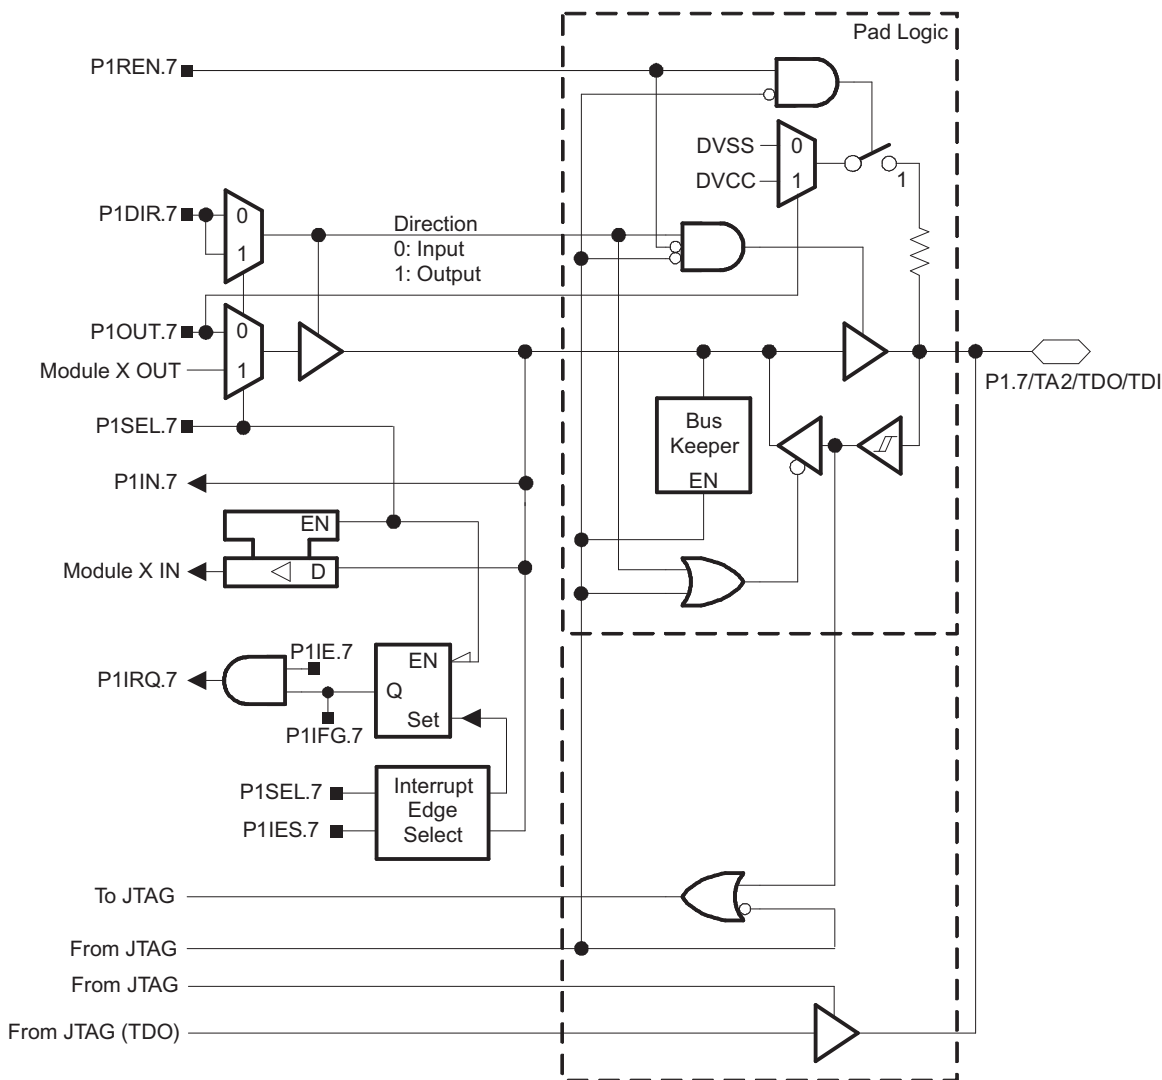 Pad Logic
P1REN.7
DVSS
0
DVCC
1
1
P1DIR.7
0
1
Direction
0: Input
1: Output
P1OUT.7
0
Module X OUT
1
P1.7/TA2/TDO/TDI
P1SEL.7
Bus
Keeper
EN
P1IN.7
EN
Module X IN
D
P1IE.7
EN
P1IRQ.7
Q
Set
P1IFG.7
P1SEL.7
Interrupt
Edge
Select
P1IES.7
To JTAG
From JTAG
From JTAG
From JTAG (TDO)